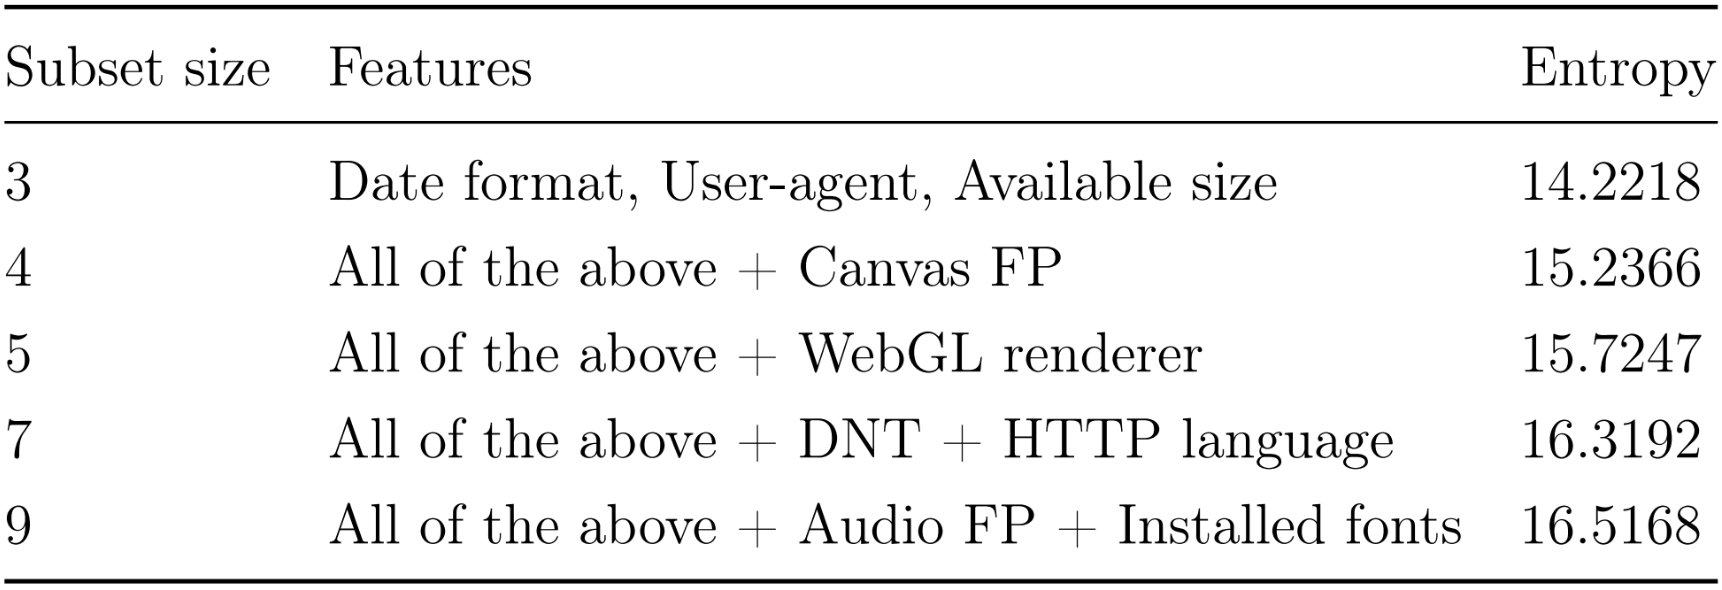 Subset size Features Entropy
3 Date format, User-agent, Available size 14.2218
4 All of the above + Canvas FP 15.2366
5 All of the above + WebGL renderer 15.7247
7 All of the above + DNT + HTTP language 16.3192
9 All of the above + Audio FP + Installed fonts 16.5168